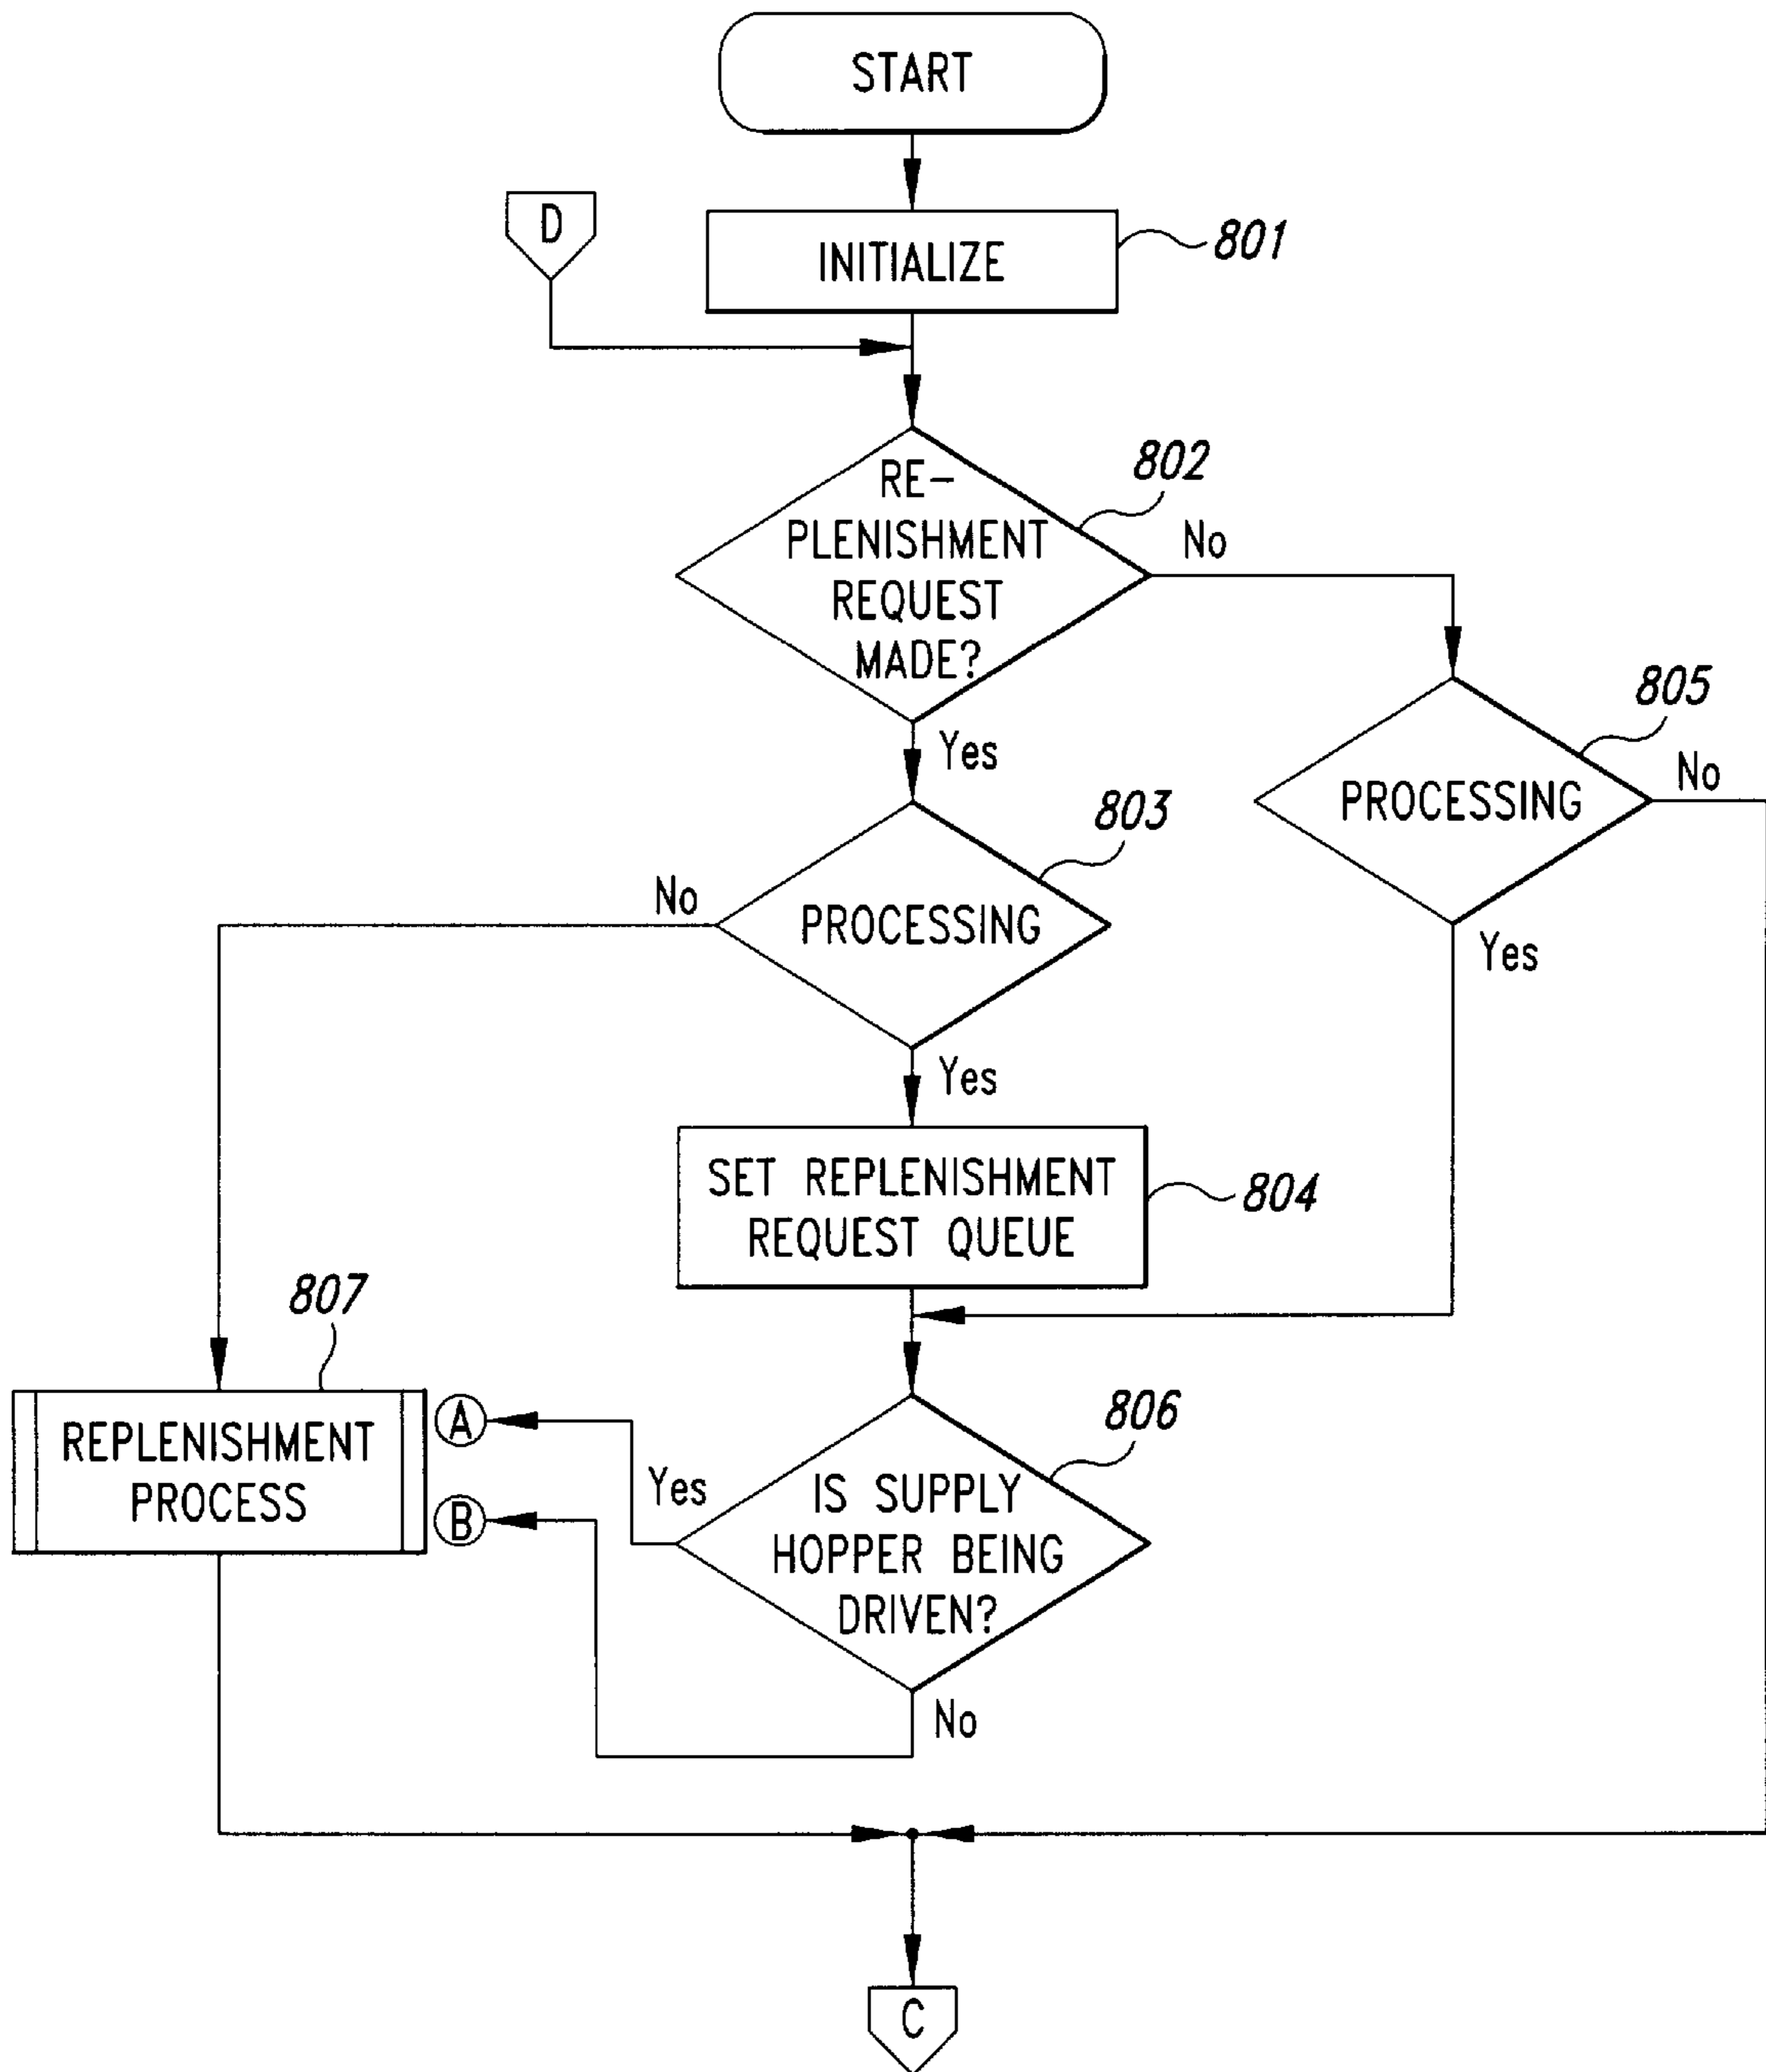 START
D
INITIALIZE
801
RE-
PLENISHMENT
REQUEST
MADE?
802
No
Yes
PROCESSING
805
No
Yes
PROCESSING
803
No
Yes
SET REPLENISHMENT
REQUEST QUEUE
804
807
REPLENISHMENT
PROCESS
A
B
Yes
IS SUPPLY
HOPPER BEING
DRIVEN?
806
No
C